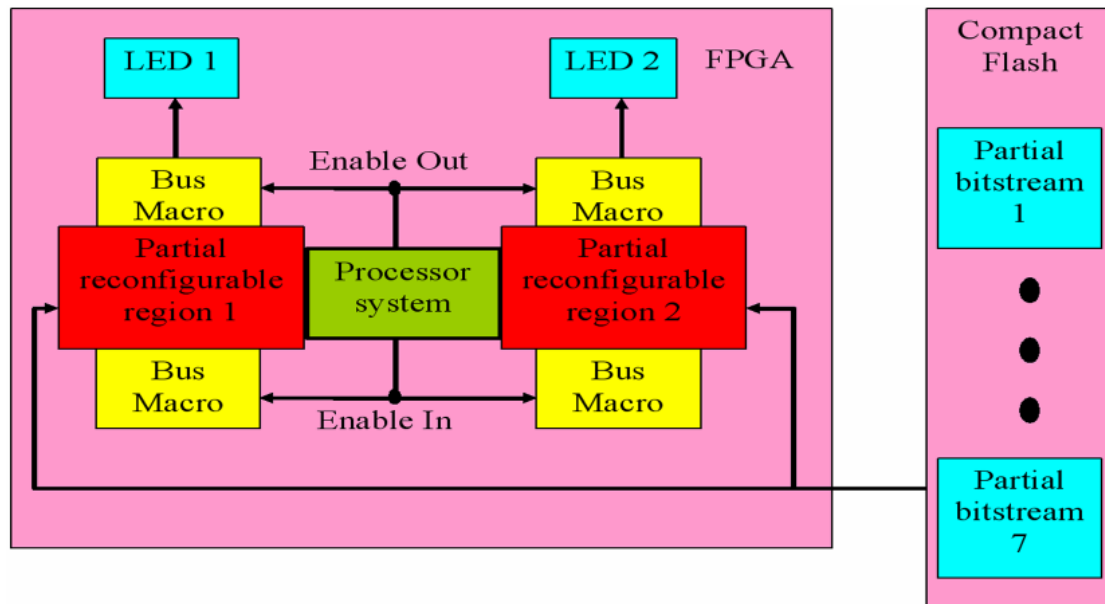 LED 1
LED 2
FPGA
Compact
Flash
Enable Out
Bus
Macro
Bus
Macro
Partial
bitstream
1
Partial
reconfigurable
region 1
Processor
system
Partial
reconfigurable
region 2
Bus
Macro
Bus
Macro
Enable In
Partial
bitstream
7